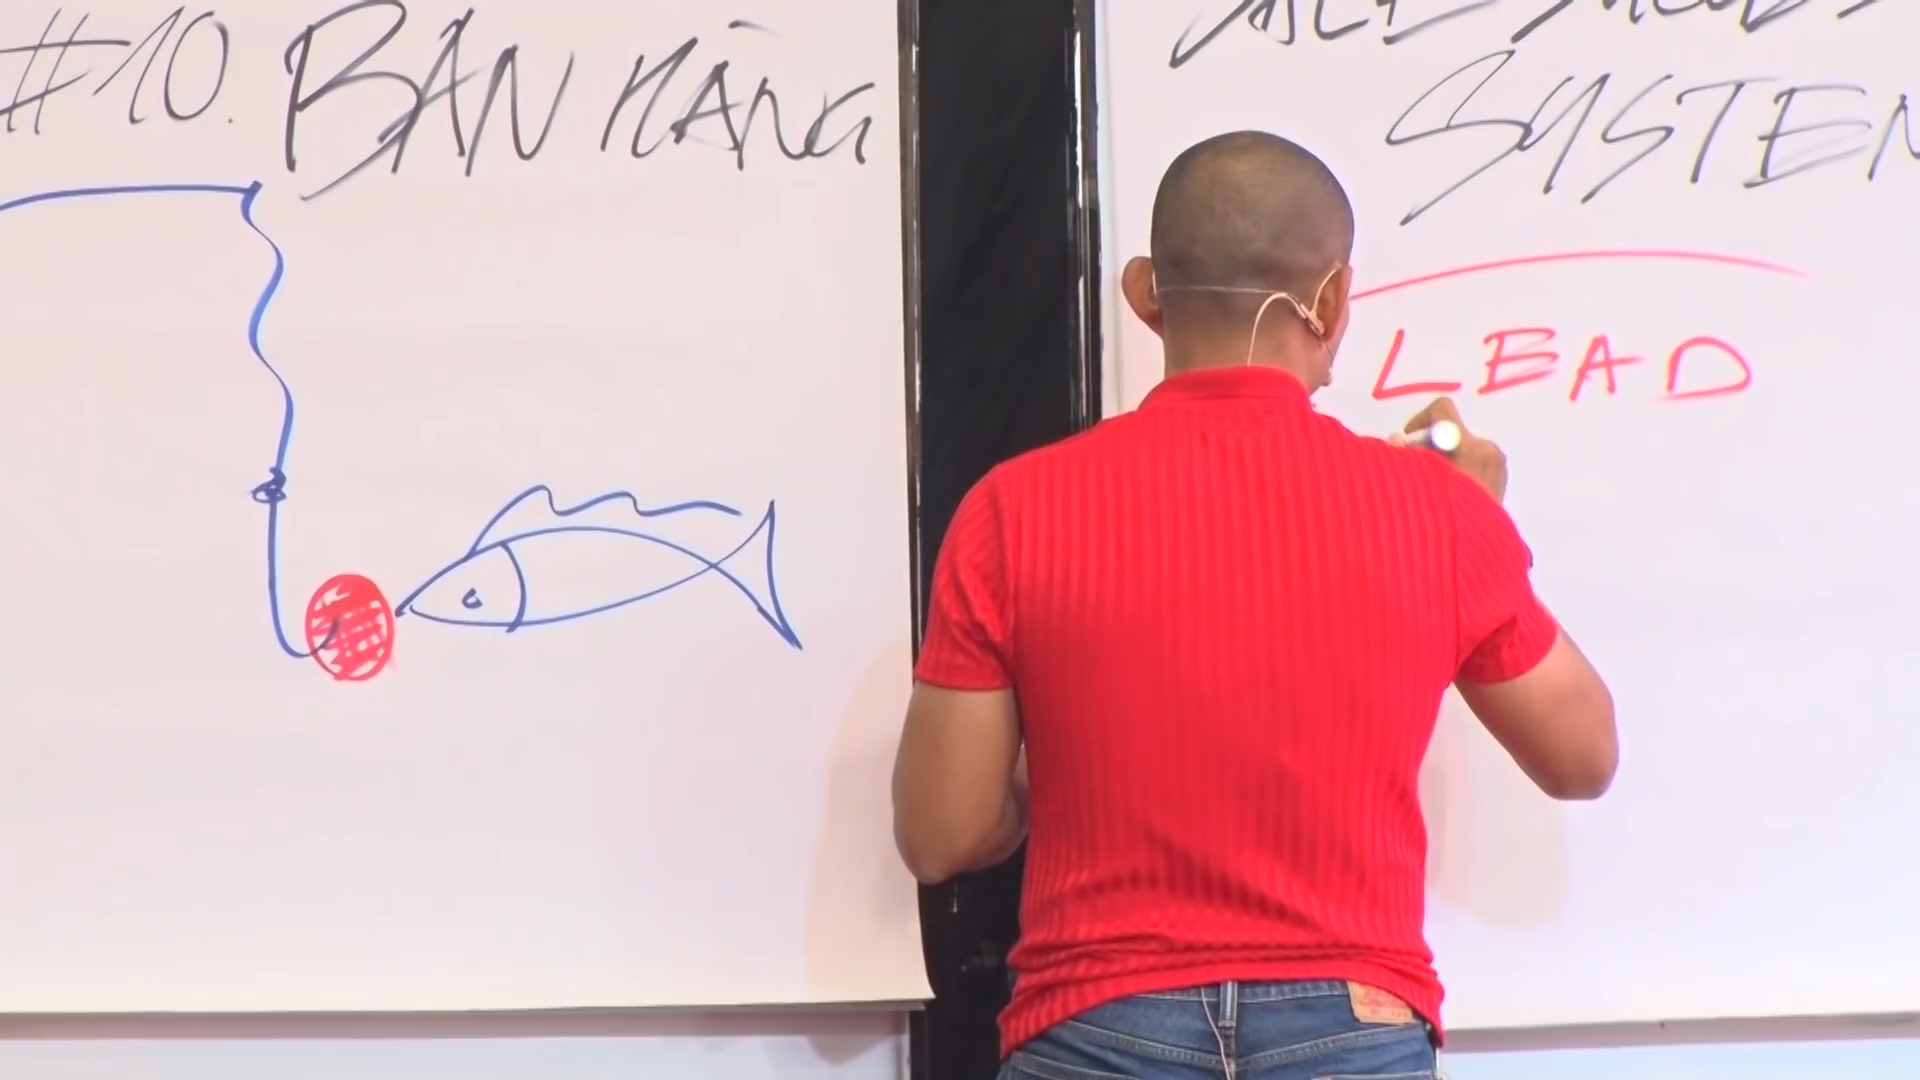 #10. BÁN HÀNG
SYSTEM
LEAD